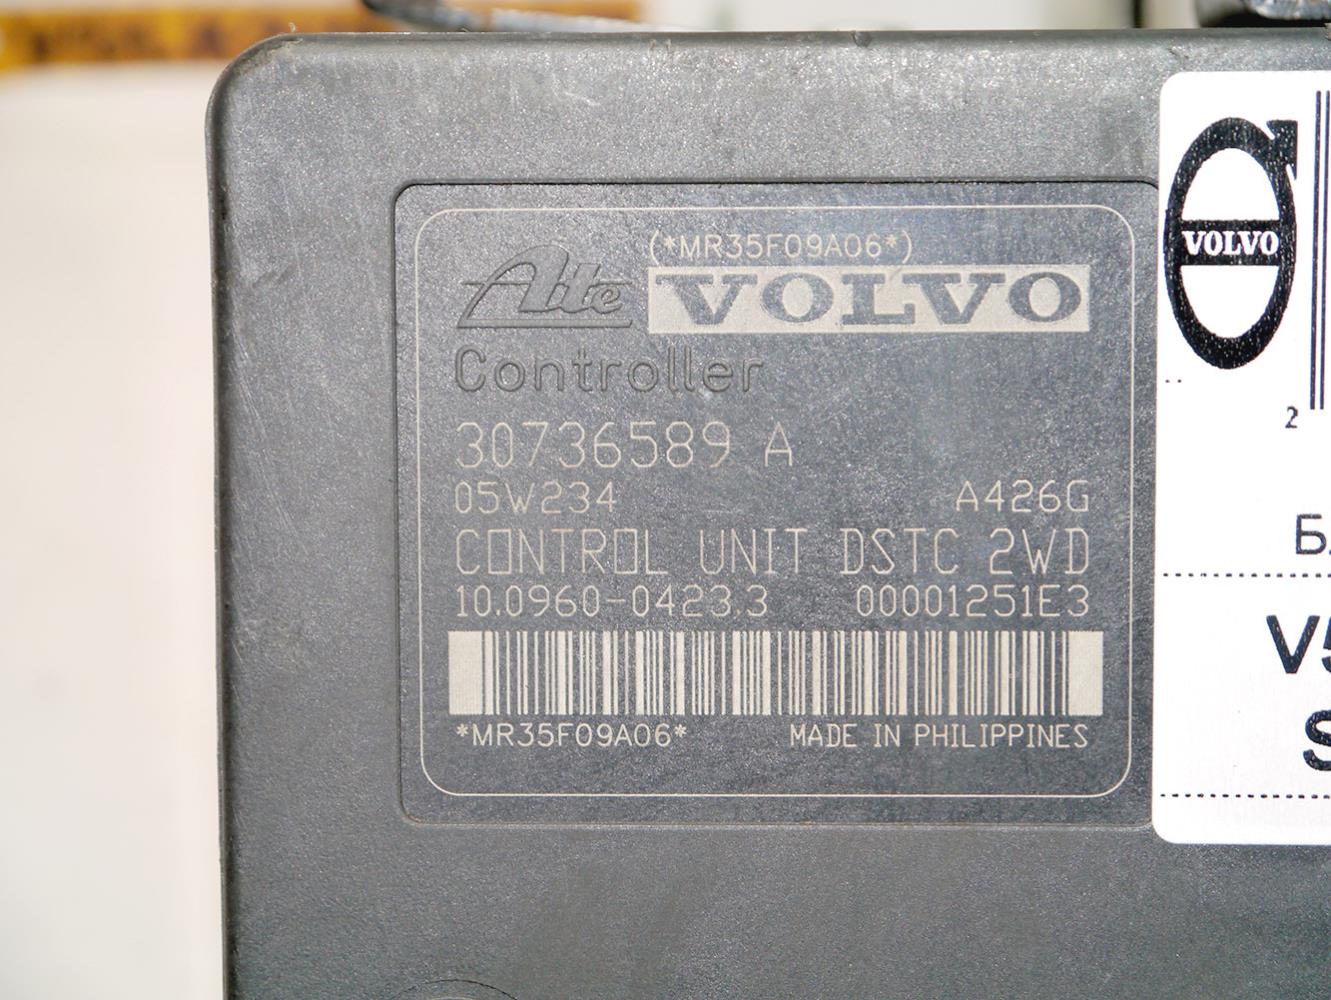 (*MR35F09A06*)
Ate VOLVO
Controller
30736589 A
05W234 A426G
CONTROL UNIT DSTC 2WD
10.0960-0423.3 00001251E3
*MR35F09A06* MADE IN PHILIPPINES
VOLVO
2